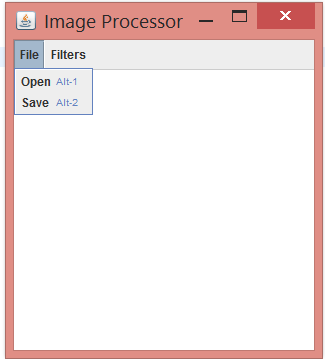 Image Processor
File Filters
Open Alt-1
Save Alt-2